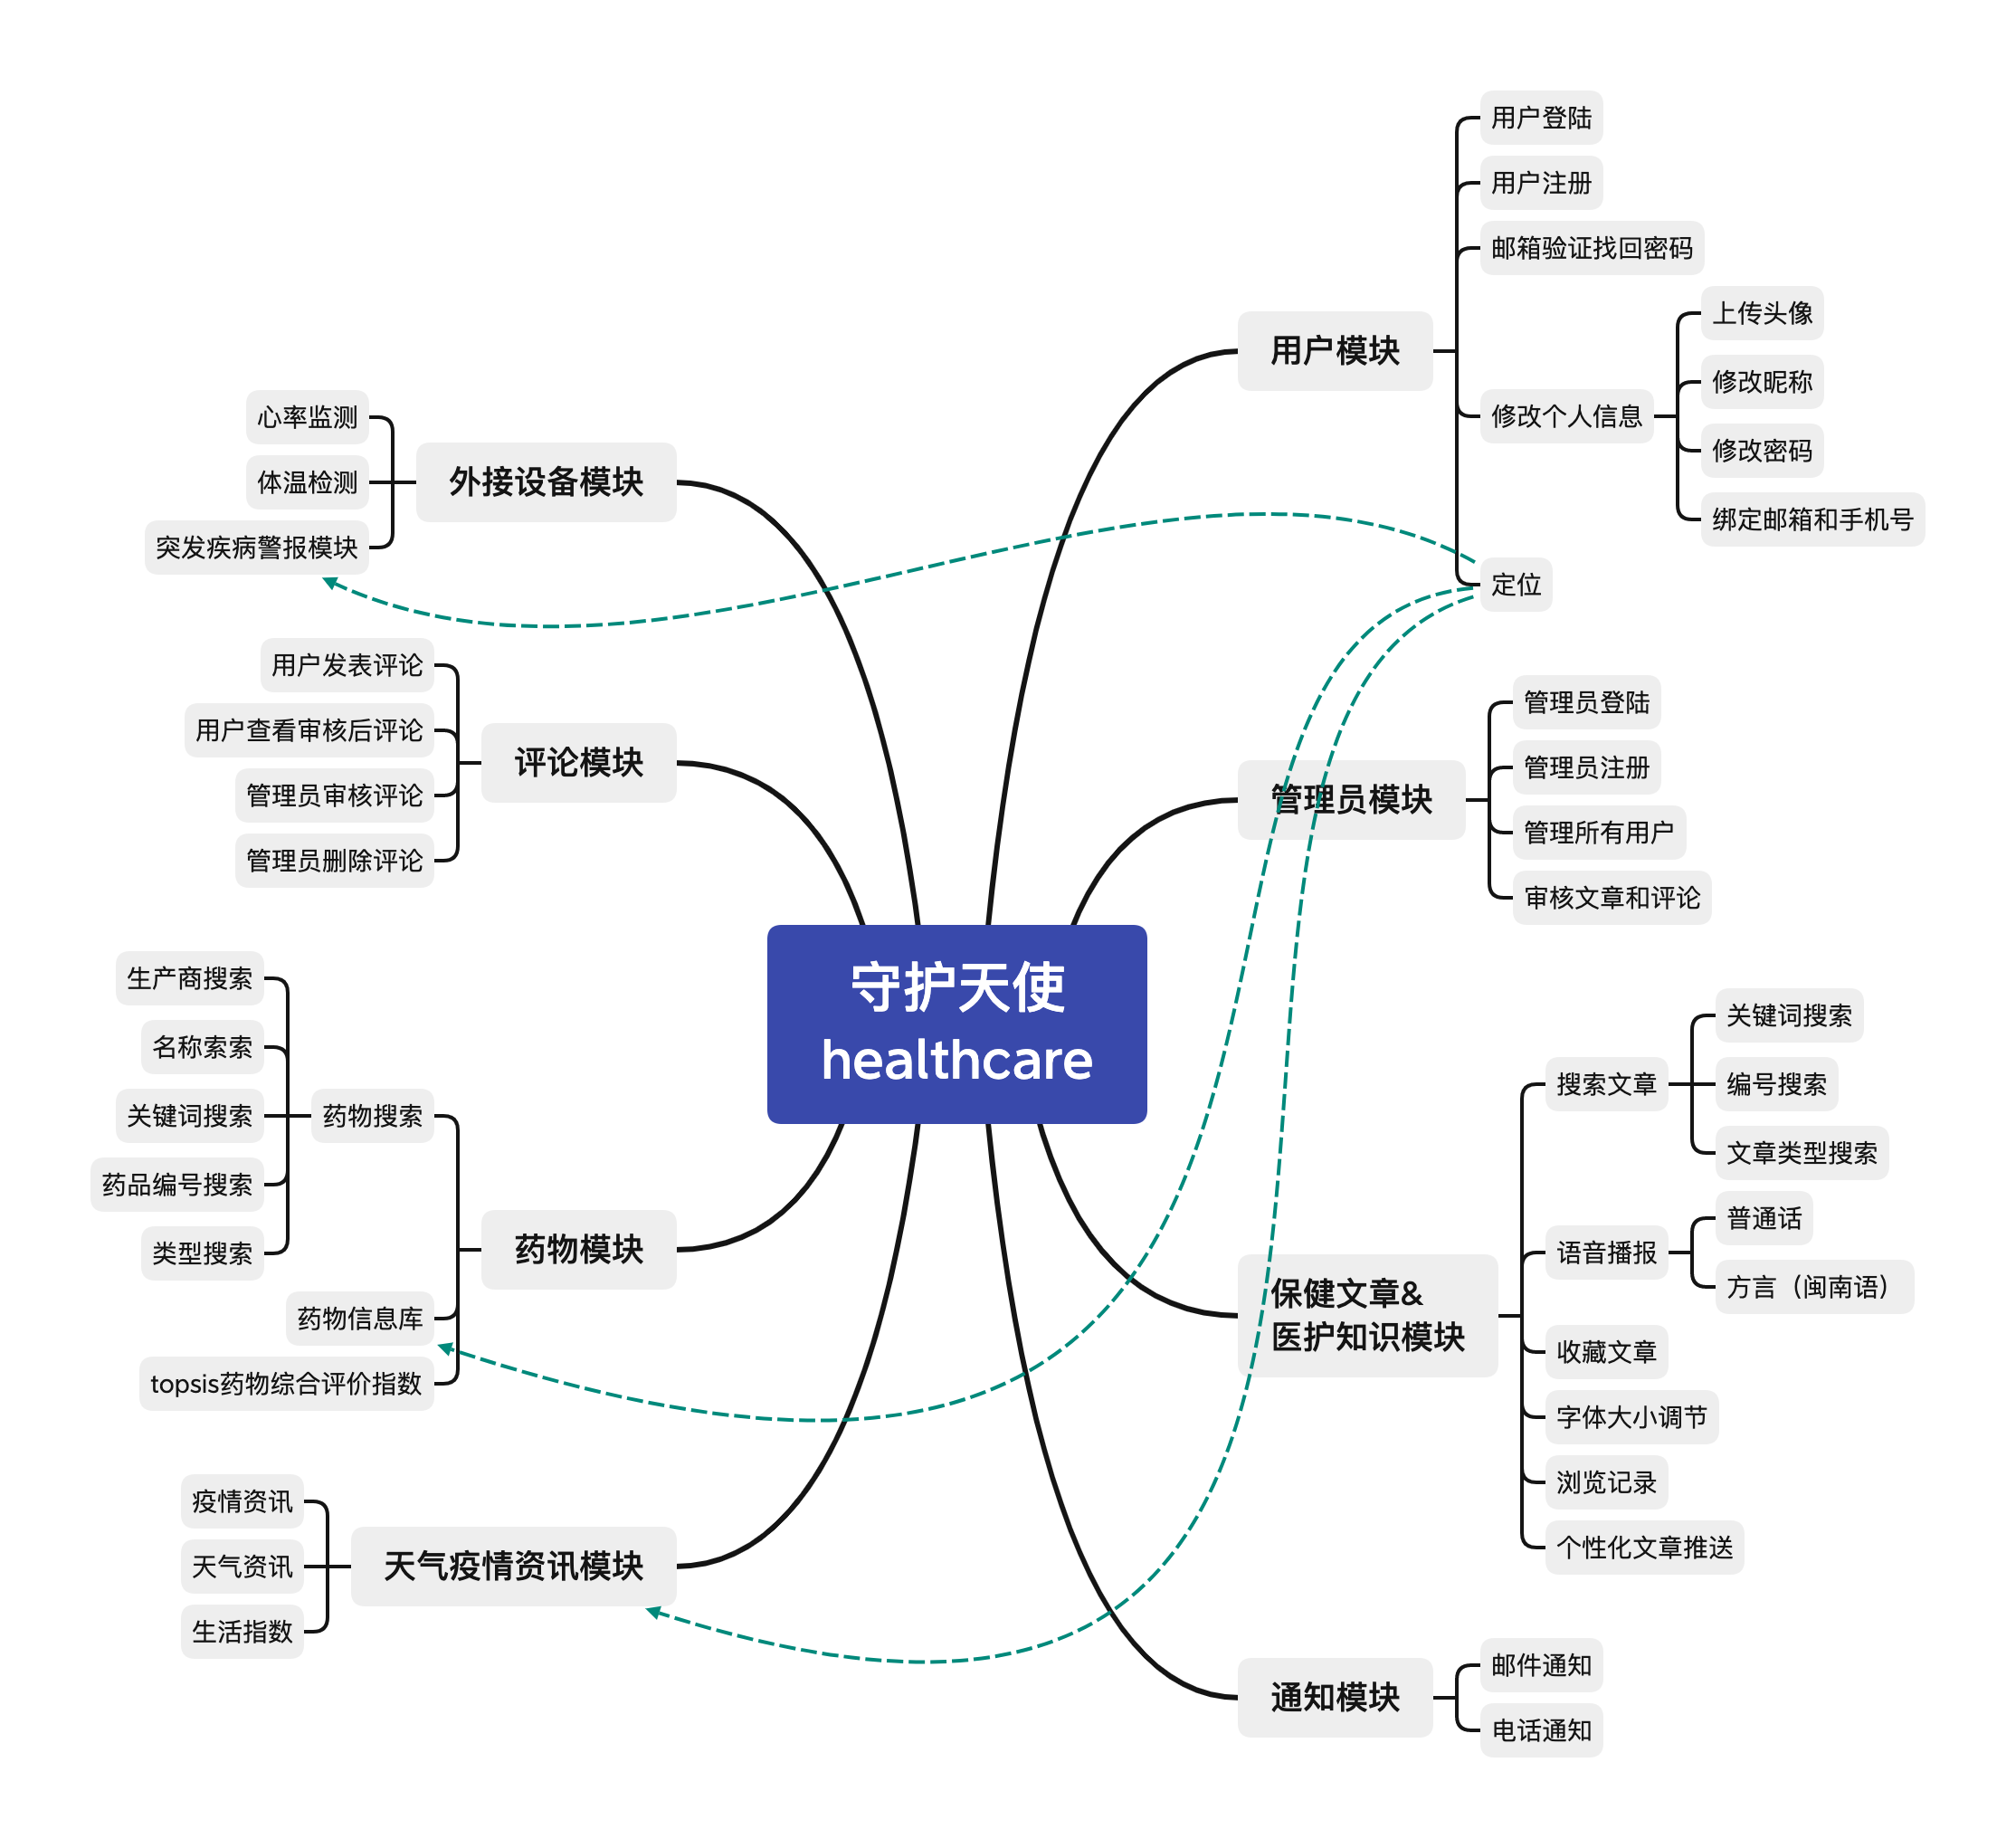 守护天使
healthcare
用户模块
用户登陆
用户注册
邮箱验证找回密码
修改个人信息
上传头像
修改昵称
修改密码
绑定邮箱和手机号
定位
管理员模块
管理员登陆
管理员注册
管理所有用户
审核文章和评论
保健文章&
医护知识模块
搜索文章
关键词搜索
编号搜索
文章类型搜索
语音播报
普通话
方言（闽南语）
收藏文章
字体大小调节
浏览记录
个性化文章推送
通知模块
邮件通知
电话通知
外接设备模块
心率监测
体温检测
突发疾病警报模块
评论模块
用户发表评论
用户查看审核后评论
管理员审核评论
管理员删除评论
药物模块
药物搜索
生产商搜索
名称索索
关键词搜索
药品编号搜索
类型搜索
药物信息库
topsis药物综合评价指数
天气疫情资讯模块
疫情资讯
天气资讯
生活指数